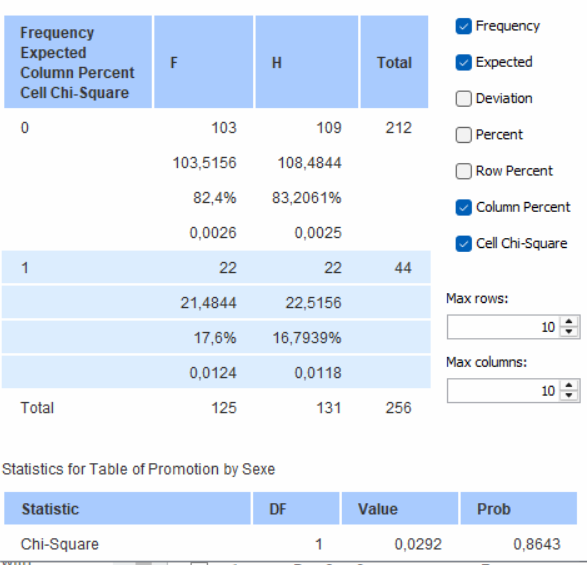 Frequency
Expected
Column Percent
Cell Chi-Square
F H Total
0 103 109 212
103,5156 108,4844
82,4% 83,2061%
0,0026 0,0025
1 22 22 44
21,4844 22,5156
17,6% 16,7939%
0,0124 0,0118
Total 125 131 256
Frequency
Expected
Deviation
Percent
Row Percent
Column Percent
Cell Chi-Square
Max rows:
10
Max columns:
10
Statistics for Table of Promotion by Sexe
Statistic DF Value Prob
Chi-Square 1 0,0292 0,8643